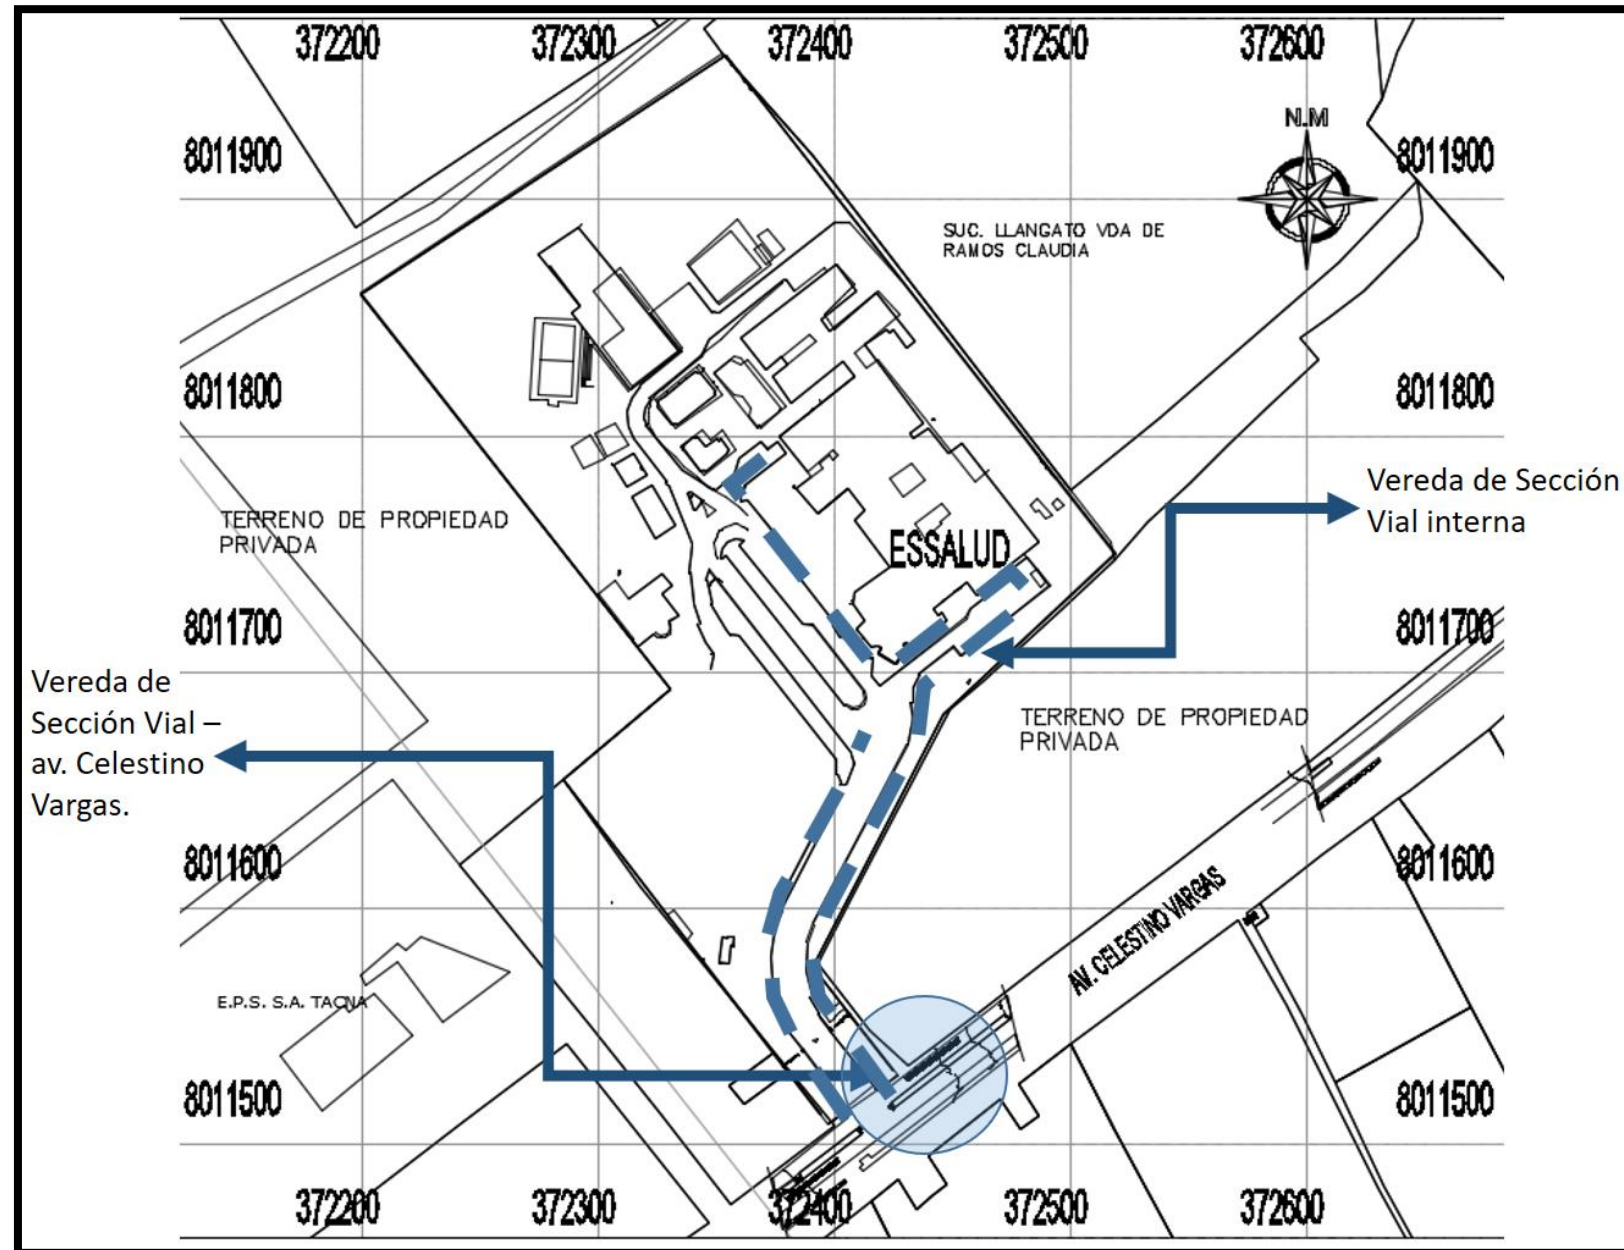 372200 372300 372400 372500 372600
N.M
8011900 8011900
SUC. LLANGATO VDA DE
RAMOS CLAUDIA
8011800 8011800
Vereda de Sección
Vial interna
TERRENO DE PROPIEDAD
PRIVADA
ESSALUD
8011700 8011700
Vereda de
Sección Vial –
av. Celestino
Vargas.
TERRENO DE PROPIEDAD
PRIVADA
8011600 8011600
AV. CELESTINO VARGAS
E.P.S. S.A. TACNA
8011500 8011500
372200 372300 372400 372500 372600